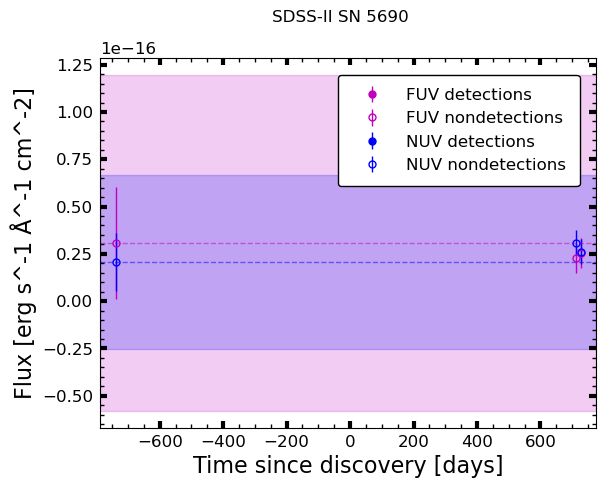 SDSS-II SN 5690
1e−16
1.25
1.00
0.75
0.50
0.25
0.00
−0.25
−0.50
Flux [erg s^-1 Å^-1 cm^-2]
FUV detections
FUV nondetections
NUV detections
NUV nondetections
−600
−400
−200
0
200
400
600
Time since discovery [days]